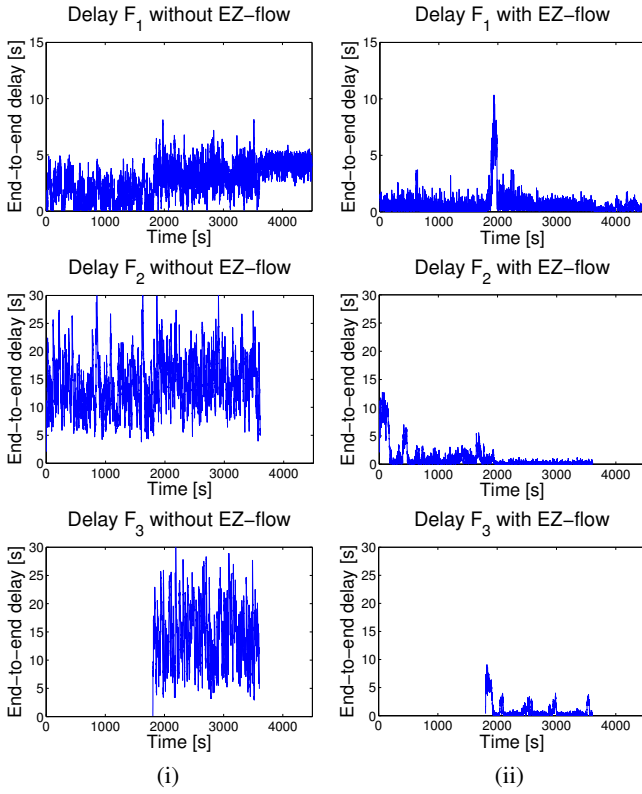 Delay F1 without EZ-flow
End-to-end delay [s]
15
10
5
0
0 1000 2000 3000 4000
Time [s]
Delay F1 with EZ-flow
End-to-end delay [s]
15
10
5
0
0 1000 2000 3000 4000
Time [s]
Delay F2 without EZ-flow
End-to-end delay [s]
30
25
20
15
10
5
0
0 1000 2000 3000 4000
Time [s]
Delay F2 with EZ-flow
End-to-end delay [s]
30
25
20
15
10
5
0
0 1000 2000 3000 4000
Time [s]
Delay F3 without EZ-flow
End-to-end delay [s]
30
25
20
15
10
5
0
0 1000 2000 3000 4000
Time [s]
Delay F3 with EZ-flow
End-to-end delay [s]
30
25
20
15
10
5
0
0 1000 2000 3000 4000
Time [s]
(i)
(ii)